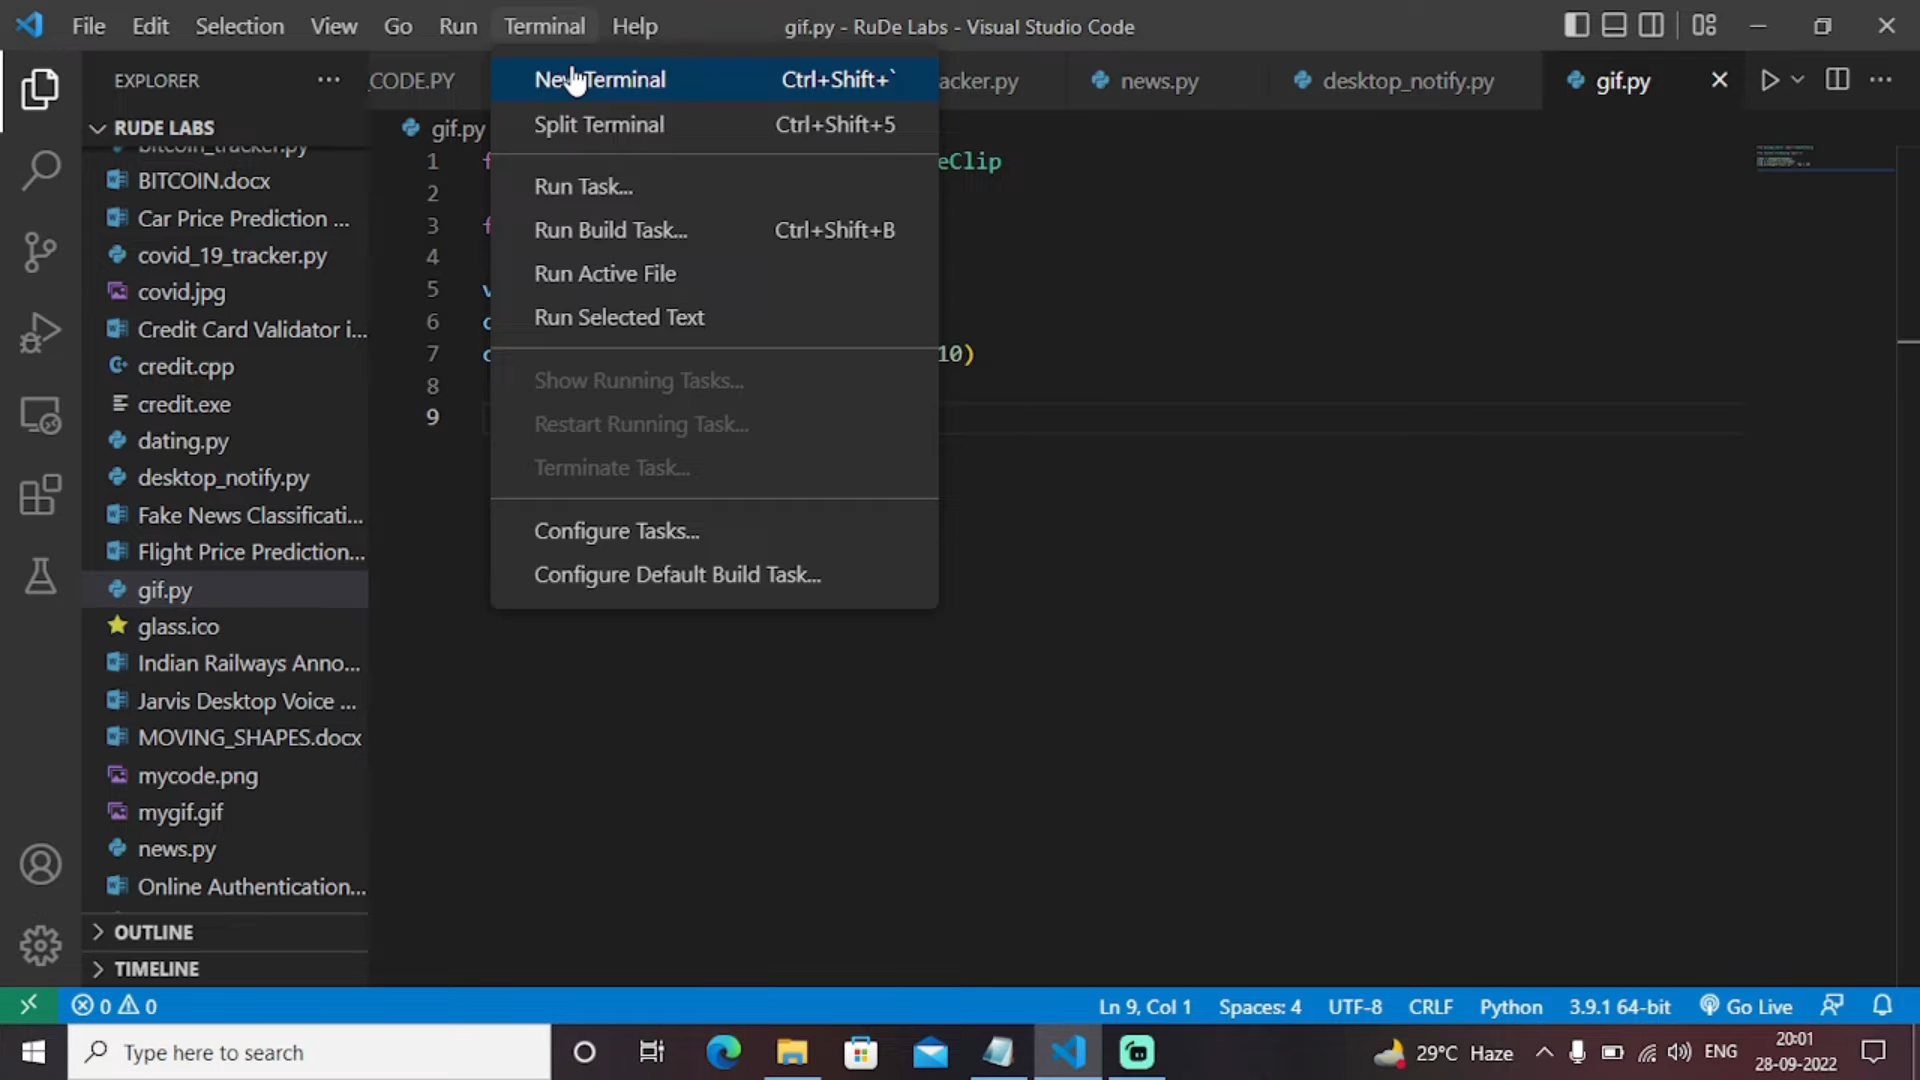 File Edit Selection View Go Run Terminal Help gif.py - RuDe Labs - Visual Studio Code
EXPLORER ··· _CODE.PY acker.py news.py desktop_notify.py gif.py
New Terminal Ctrl+Shift+`
Split Terminal Ctrl+Shift+5
Run Task...
Run Build Task... Ctrl+Shift+B
Run Active File
Run Selected Text
Show Running Tasks...
Restart Running Task...
Terminate Task...
Configure Tasks...
Configure Default Build Task...
RUDE LABS
bitcoin_tracker.py
BITCOIN.docx
Car Price Prediction ...
covid_19_tracker.py
covid.jpg
Credit Card Validator i...
credit.cpp
credit.exe
dating.py
desktop_notify.py
Fake News Classificati...
Flight Price Prediction...
gif.py
glass.ico
Indian Railways Anno...
Jarvis Desktop Voice ...
MOVING_SHAPES.docx
mycode.png
mygif.gif
news.py
Online Authentication...
OUTLINE
TIMELINE
gif.py
1 f eClip
2
3 f
4
5 v
6 c
7 c 10)
8
9
0 0 Ln 9, Col 1 Spaces: 4 UTF-8 CRLF Python 3.9.1 64-bit Go Live
Type here to search 29°C Haze ENG 20:01
28-09-2022